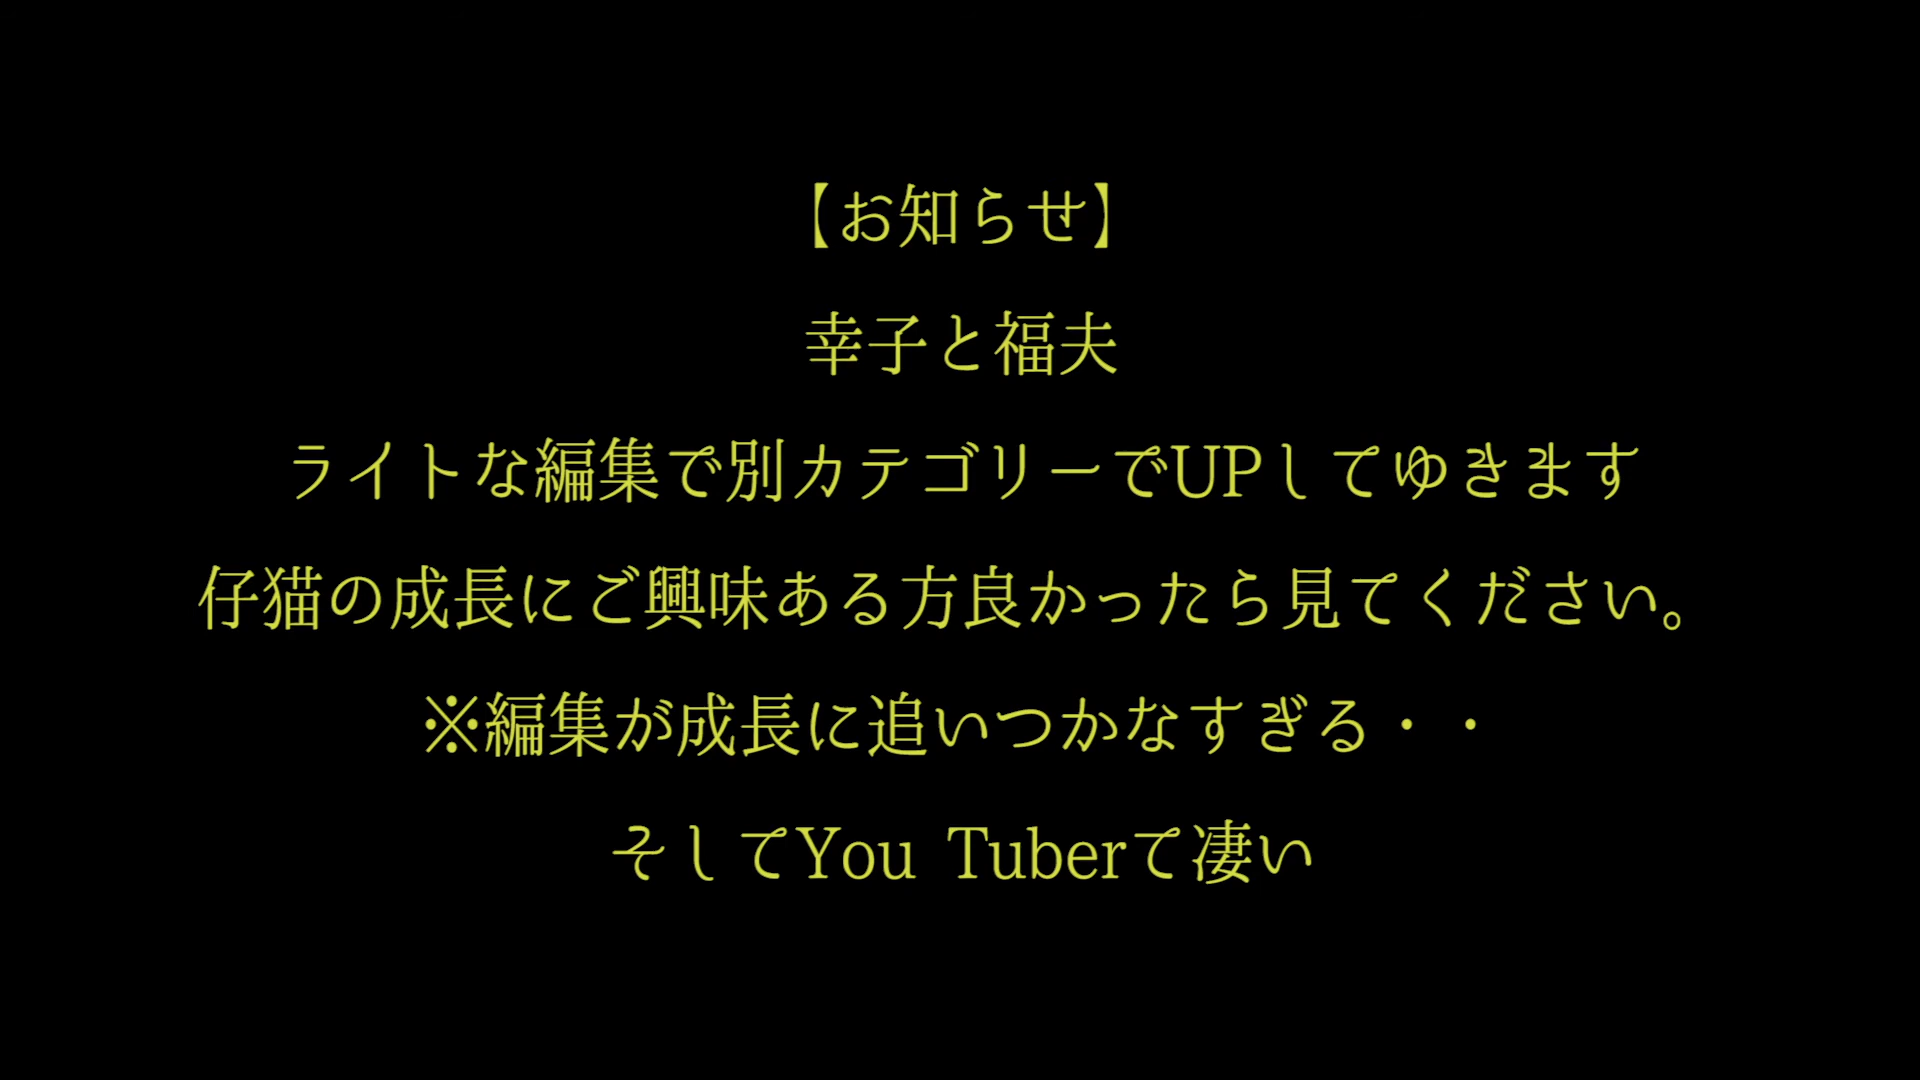 【お知らせ】
幸子と福夫
ライトな編集で別カテゴリーでUPしてゆきます
仔猫の成長にご興味ある方良かったら見てください。
※編集が成長に追いつかなすぎる・・
そしてYou Tuberて凄い